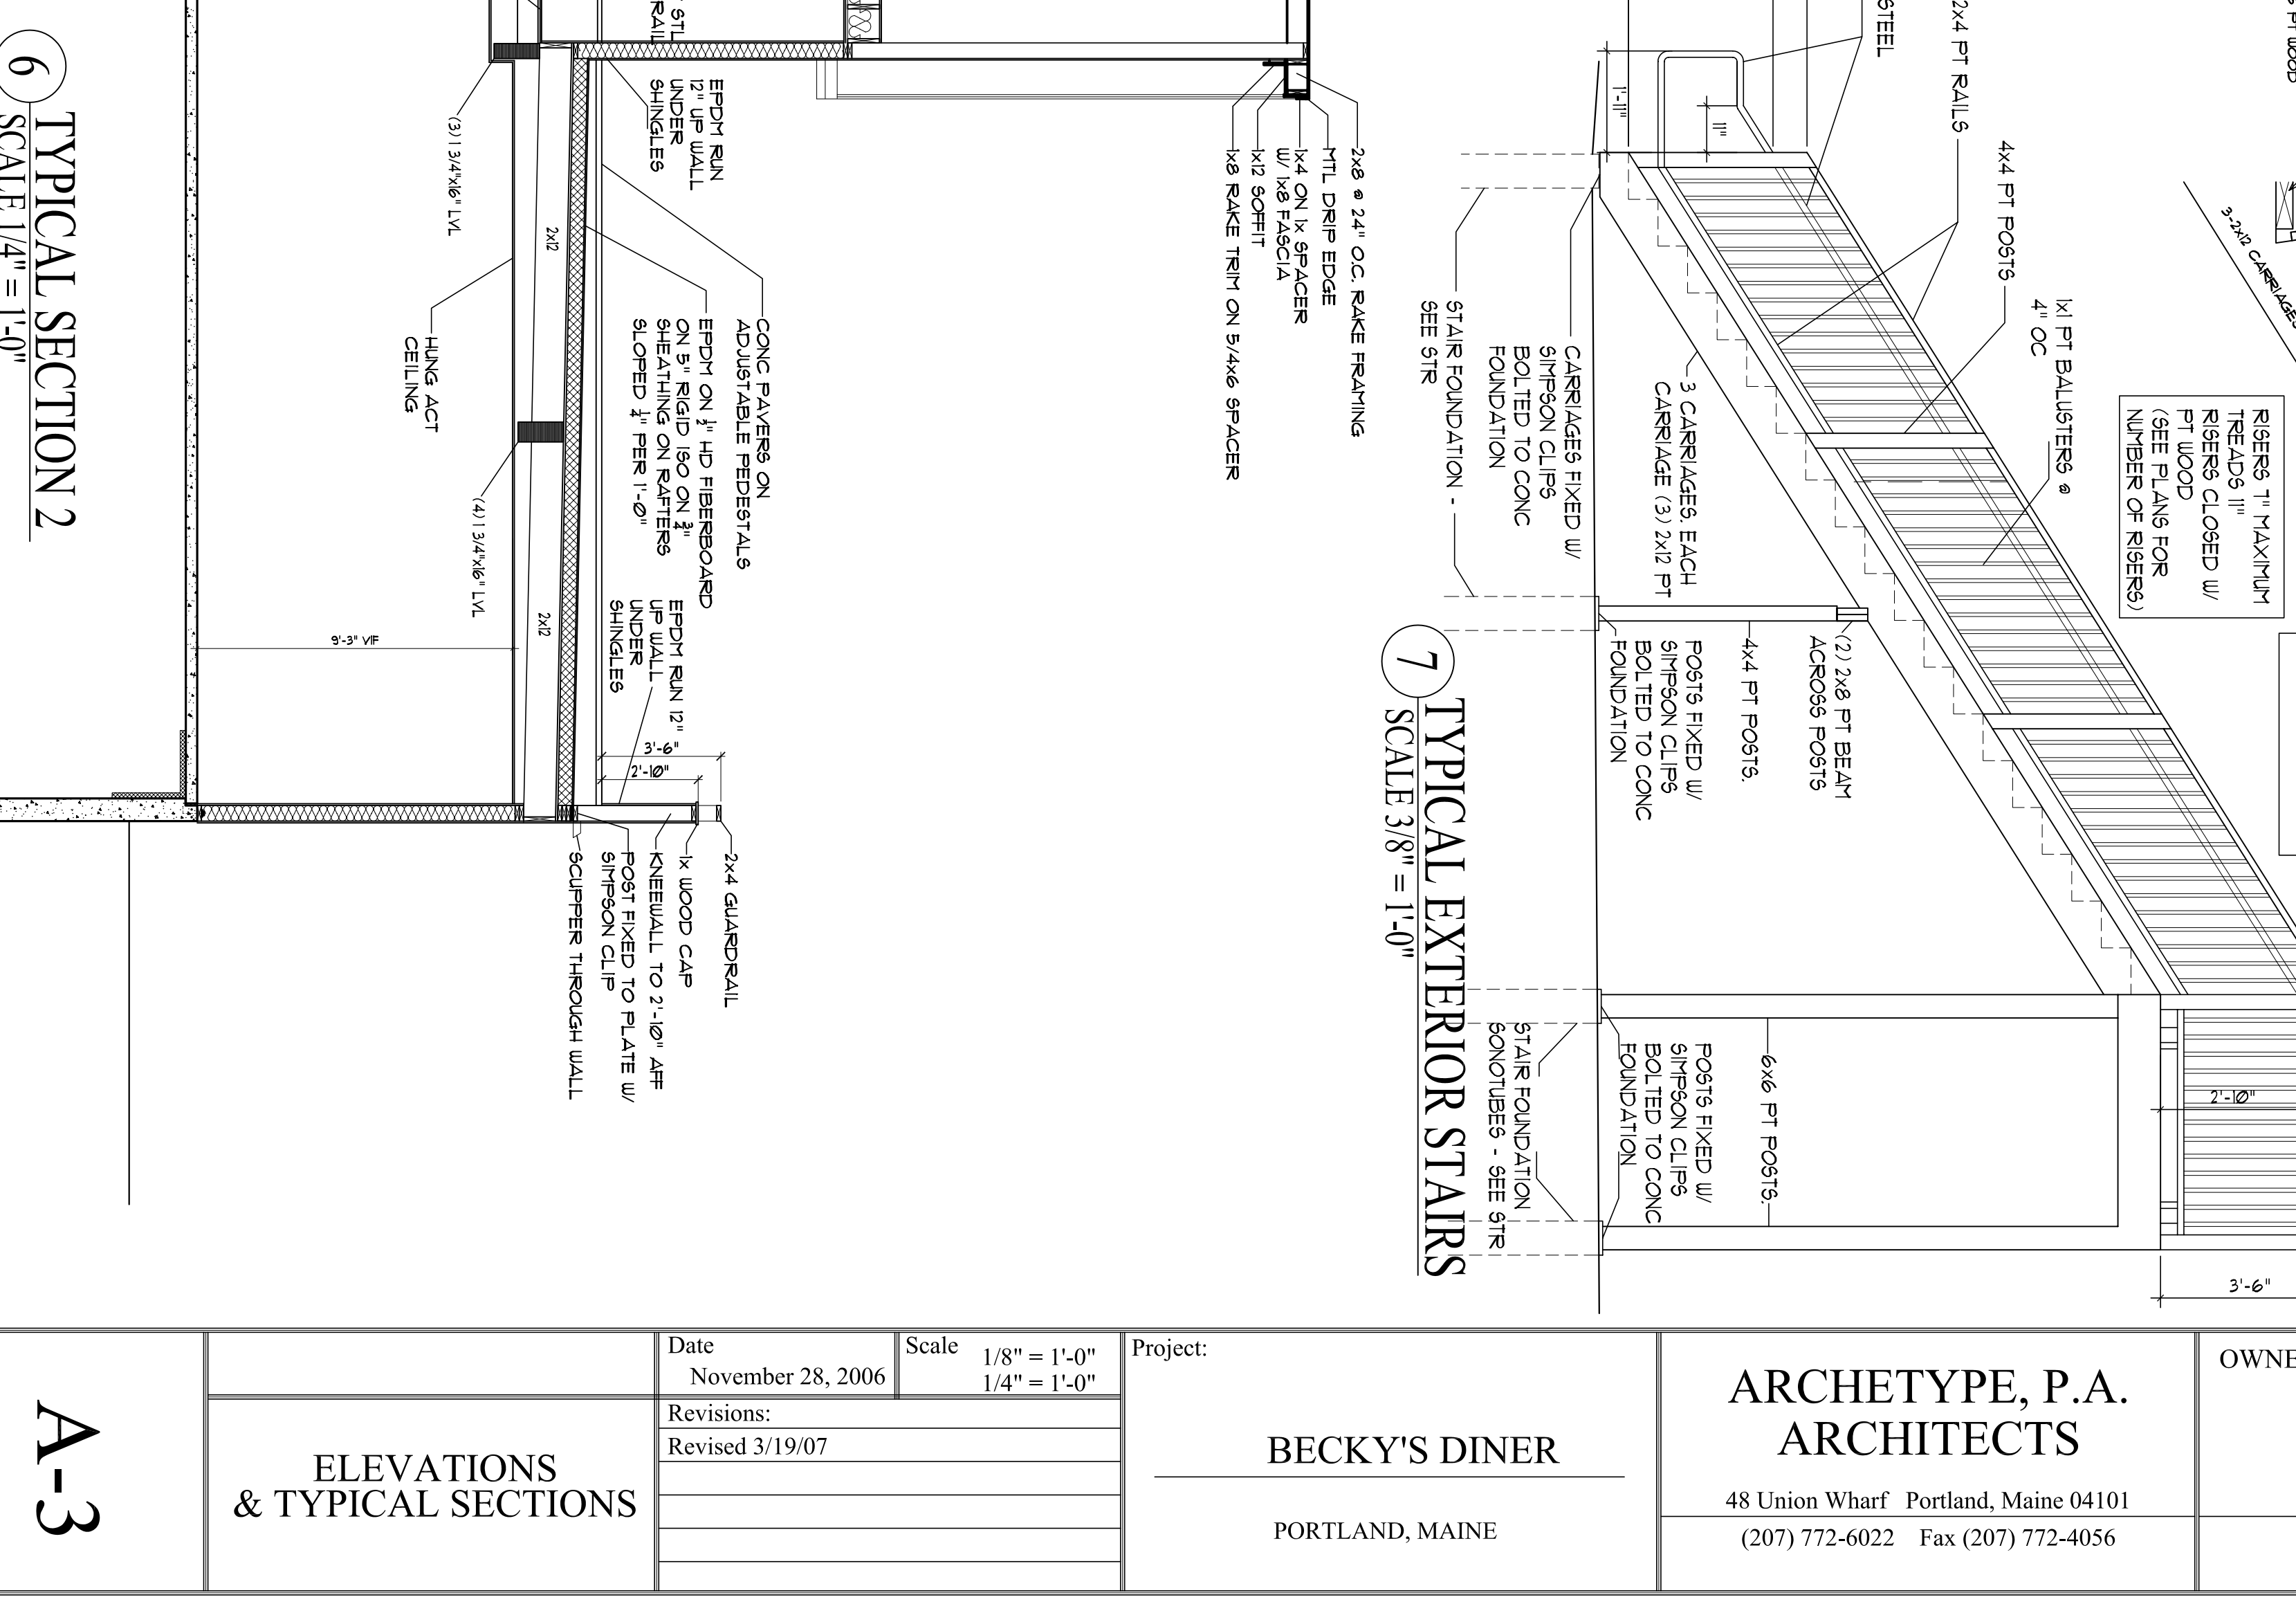 6
TYPICAL SECTION 2
SCALE 1/4" = 1'-0"
(3) 1 3/4"x16" LVL
2x12
HUNG ACT
CEILING
(4) 1 3/4"x16" LVL
2x12
9'-3" VIF
EPDM RUN
12" UP WALL
UNDER
SHINGLES
CONC PAVERS ON
ADJUSTABLE PEDESTALS
EPDM ON 1/2" HD FIBERBOARD
ON 5" RIGID ISO ON 3/4"
SHEATHING ON RAFTERS
SLOPED 1/4" PER 1'-0"
EPDM RUN 12"
UP WALL
UNDER
SHINGLES
3'-6"
2'-10"
2x4 GUARDRAIL
1x WOOD CAP
KNEEWALL TO 2'-10" AFF
POST FIXED TO PLATE W/
SIMPSON CLIP
SCUPPER THROUGH WALL
2x8 @ 24" O.C. RAKE FRAMING
MTL DRIP EDGE
1x4 ON 1x SPACER
W/ 1x8 FASCIA
1x12 SOFFIT
1x8 RAKE TRIM ON 5/4x6 SPACER
STL
RAIL
7
TYPICAL EXTERIOR STAIRS
SCALE 3/8" = 1'-0"
STEEL
2x4 PT RAILS
4x4 PT POSTS
1x1 PT BALUSTERS @
4" OC
3-2x12 CARRIAGE
PT WOOD
RISERS 7" MAXIMUM
TREADS 11"
RISERS CLOSED W/
PT WOOD
(SEE PLANS FOR
NUMBER OF RISERS)
1'-11"
11"
3 CARRIAGES. EACH
CARRIAGE (3) 2x12 PT
CARRIAGES FIXED W/
SIMPSON CLIPS
BOLTED TO CONC
FOUNDATION
STAIR FOUNDATION -
SEE STR
(2) 2x8 PT BEAM
ACROSS POSTS
4x4 PT POSTS.
POSTS FIXED W/
SIMPSON CLIPS
BOLTED TO CONC
FOUNDATION
6x6 PT POSTS.
POSTS FIXED W/
SIMPSON CLIPS
BOLTED TO CONC
FOUNDATION
STAIR FOUNDATION
SONOTUBES - SEE STR
2'-10"
3'-6"
A-3
ELEVATIONS
& TYPICAL SECTIONS
Date
November 28, 2006
Scale
1/8" = 1'-0"
1/4" = 1'-0"
Revisions:
Revised 3/19/07
Project:
BECKY'S DINER
PORTLAND, MAINE
ARCHETYPE, P.A.
ARCHITECTS
48 Union Wharf Portland, Maine 04101
(207) 772-6022 Fax (207) 772-4056
OWNE